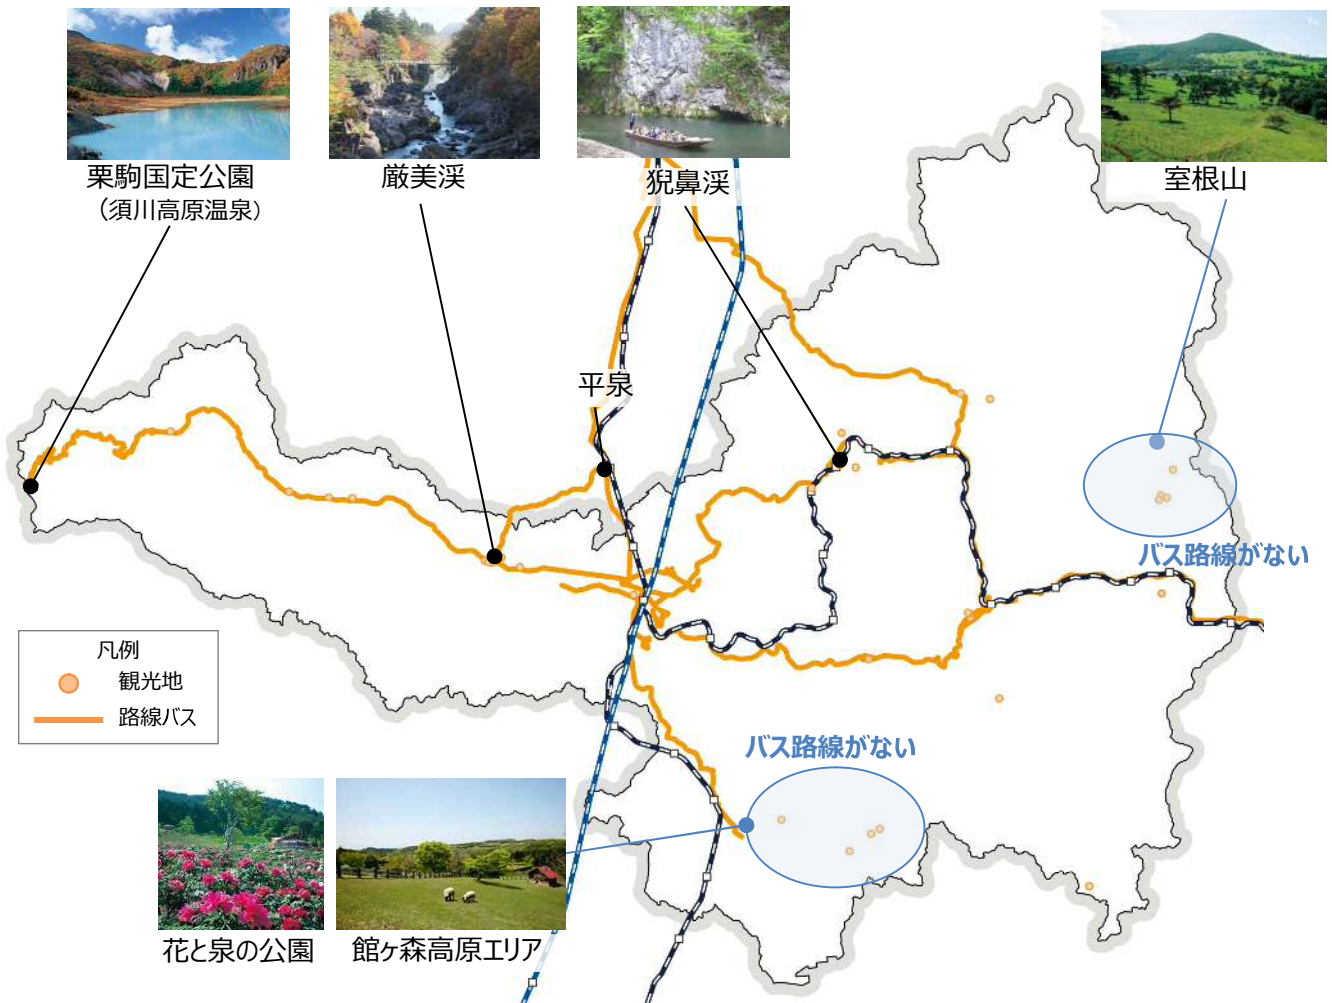 栗駒国定公園
（須川高原温泉）
厳美渓
猊鼻渓
室根山
平泉
バス路線がない
凡例
観光地
路線バス
バス路線がない
花と泉の公園
館ヶ森高原エリア